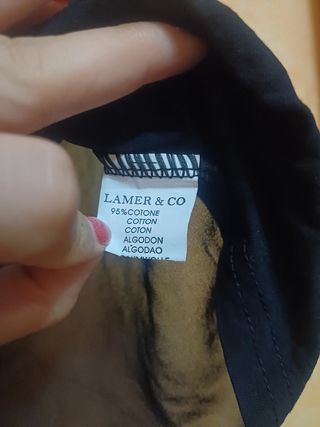 LAMER & CO
95%COTONE
COTTON
COTON
ALGODON
ALGODAO